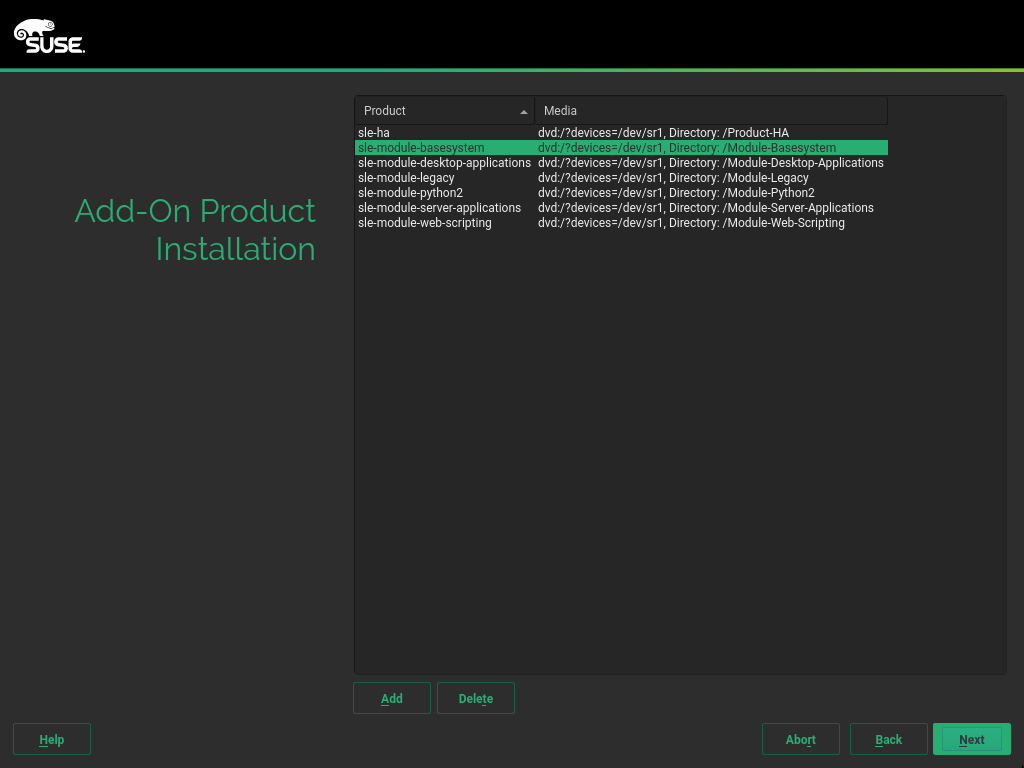 SUSE.
Product Media
sle-ha dvd:/?devices=/dev/sr1, Directory: /Product-HA
sle-module-basesystem dvd:/?devices=/dev/sr1, Directory: /Module-Basesystem
sle-module-desktop-applications dvd:/?devices=/dev/sr1, Directory: /Module-Desktop-Applications
sle-module-legacy dvd:/?devices=/dev/sr1, Directory: /Module-Legacy
sle-module-python2 dvd:/?devices=/dev/sr1, Directory: /Module-Python2
sle-module-server-applications dvd:/?devices=/dev/sr1, Directory: /Module-Server-Applications
sle-module-web-scripting dvd:/?devices=/dev/sr1, Directory: /Module-Web-Scripting
Add-On Product
Installation
Add Delete
Help Abort Back Next